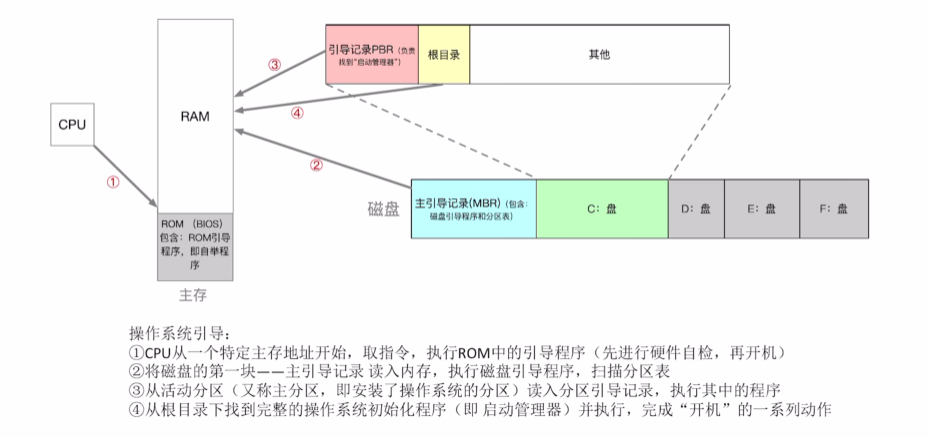 引导记录PBR（负责
找到“启动管理器”）
根目录
其他
③
④
RAM
CPU
②
①
磁盘
主引导记录(MBR)（包含:
磁盘引导程序和分区表）
C：盘
D：盘
E：盘
F：盘
ROM （BIOS）
包含：ROM引导
程序，即自举程
序
主存
操作系统引导：
①CPU从一个特定主存地址开始，取指令，执行ROM中的引导程序（先进行硬件自检，再开机）
②将磁盘的第一块——主引导记录 读入内存，执行磁盘引导程序，扫描分区表
③从活动分区（又称主分区，即安装了操作系统的分区）读入分区引导记录，执行其中的程序
④从根目录下找到完整的操作系统初始化程序（即 启动管理器）并执行，完成“开机”的一系列动作